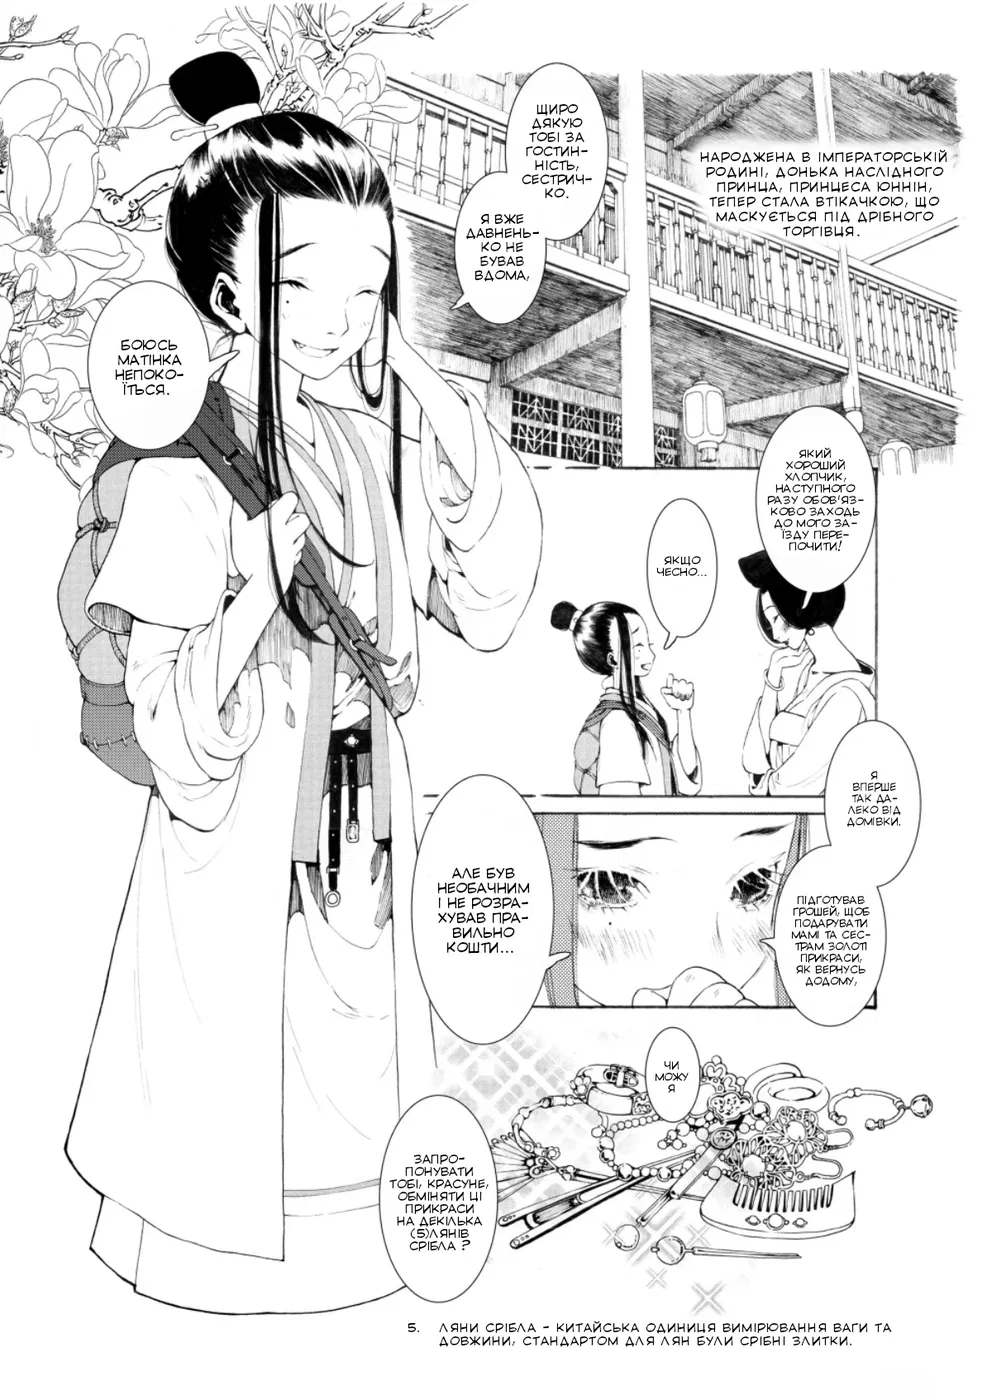 ЩИРО
ДЯКУЮ
ТОБІ ЗА
ГОСТИН-
НІСТЬ,
СЕСТРИЧ-
КО.
Я ВЖЕ
ДАВНЕНЬ-
КО НЕ
БУВАВ
ВДОМА,
НАРОДЖЕНА В ІМПЕРАТОРСЬКІЙ
РОДИНІ, ДОНЬКА НАСЛІДНОГО
ПРИНЦА, ПРИНЦЕСА ЮННІН,
ТЕПЕР СТАЛА ВТІКАЧКОЮ, ЩО
МАСКУЄТЬСЯ ПІД ДРІБНОГО
ТОРГІВЦЯ.
БОЮСЬ
МАТІНКА
НЕПОКО-
ЇТЬСЯ.
ЯКИЙ
ХОРОШИЙ
ХЛОПЧИК,
НАСТУПНОГО
РАЗУ ОБОВ'ЯЗ-
КОВО ЗАХОДЬ
ДО МОГО ЗА-
ЇЗДУ ПЕРЕ-
ПОЧИТИ!
ЯКЩО
ЧЕСНО...
Я
ВПЕРШЕ
ТАК ДА-
ЛЕКО ВІД
ДОМІВКИ.
ПІДГОТУВАВ
ГРОШЕЙ, ЩОБ
ПОДАРУВАТИ
МАМІ ТА СЕС-
ТРАМ ЗОЛОТІ
ПРИКРАСИ,
ЯК ВЕРНУСЬ
ДОДОМУ,
АЛЕ БУВ
НЕОБАЧНИМ
І НЕ РОЗРА-
ХУВАВ ПРА-
ВИЛЬНО
КОШТИ...
ЧИ
МОЖУ
Я
ЗАПРО-
ПОНУВАТИ
ТОБІ, КРАСУНЕ,
ОБМІНЯТИ ЦІ
ПРИКРАСИ
НА ДЕКІЛЬКА
(5)ЛЯНІВ
СРІБЛА ?
5. ЛЯНИ СРІБЛА - КИТАЙСЬКА ОДИНИЦЯ ВИМІРЮВАННЯ ВАГИ ТА
ДОВЖИНИ, СТАНДАРТОМ ДЛЯ ЛЯН БУЛИ СРІБНІ ЗЛИТКИ.